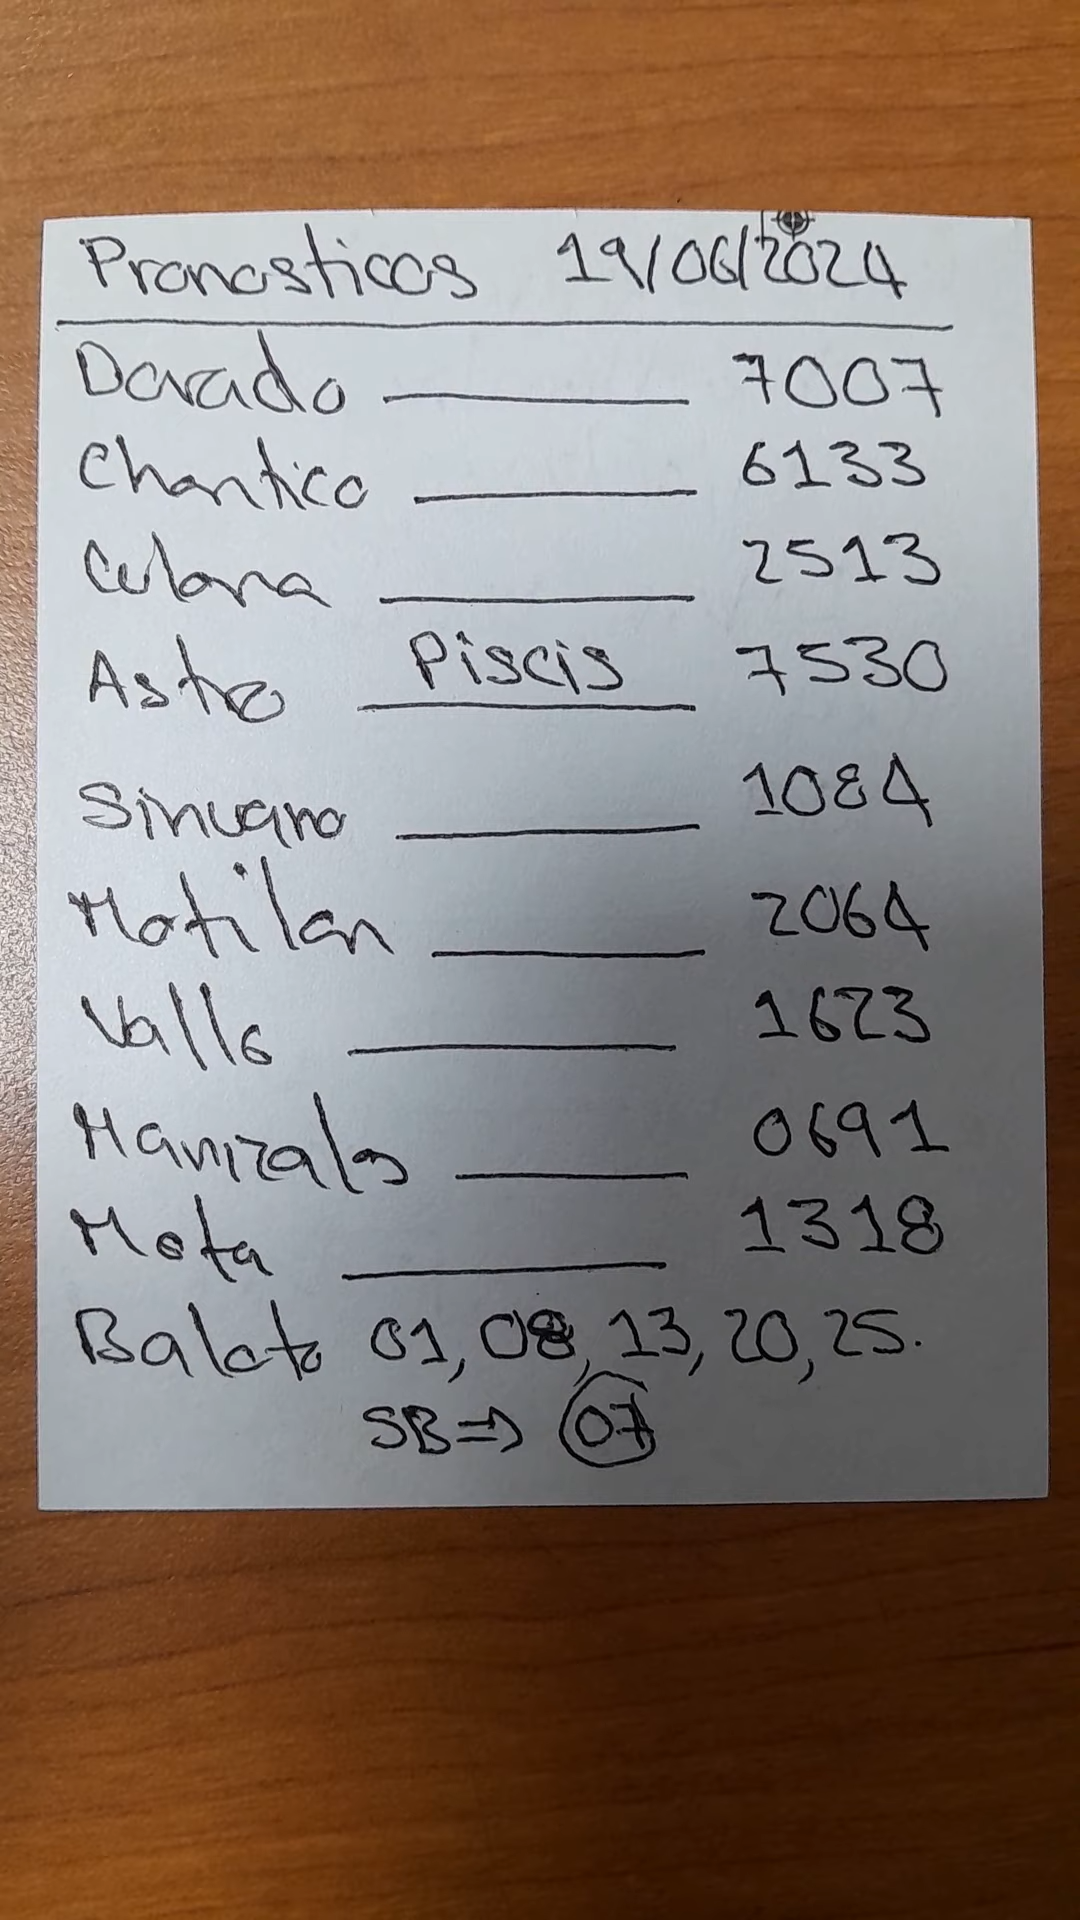 Pronosticos 19/06/2024
Dorado 7007
Chontico 6133
Culona 2513
Astro Piscis 7530
Sinuano 1084
Motilon 2064
Valle 1623
Manizales 0691
Meta 1318
Baloto 01, 08, 13, 20, 25.
SB⇒ 07